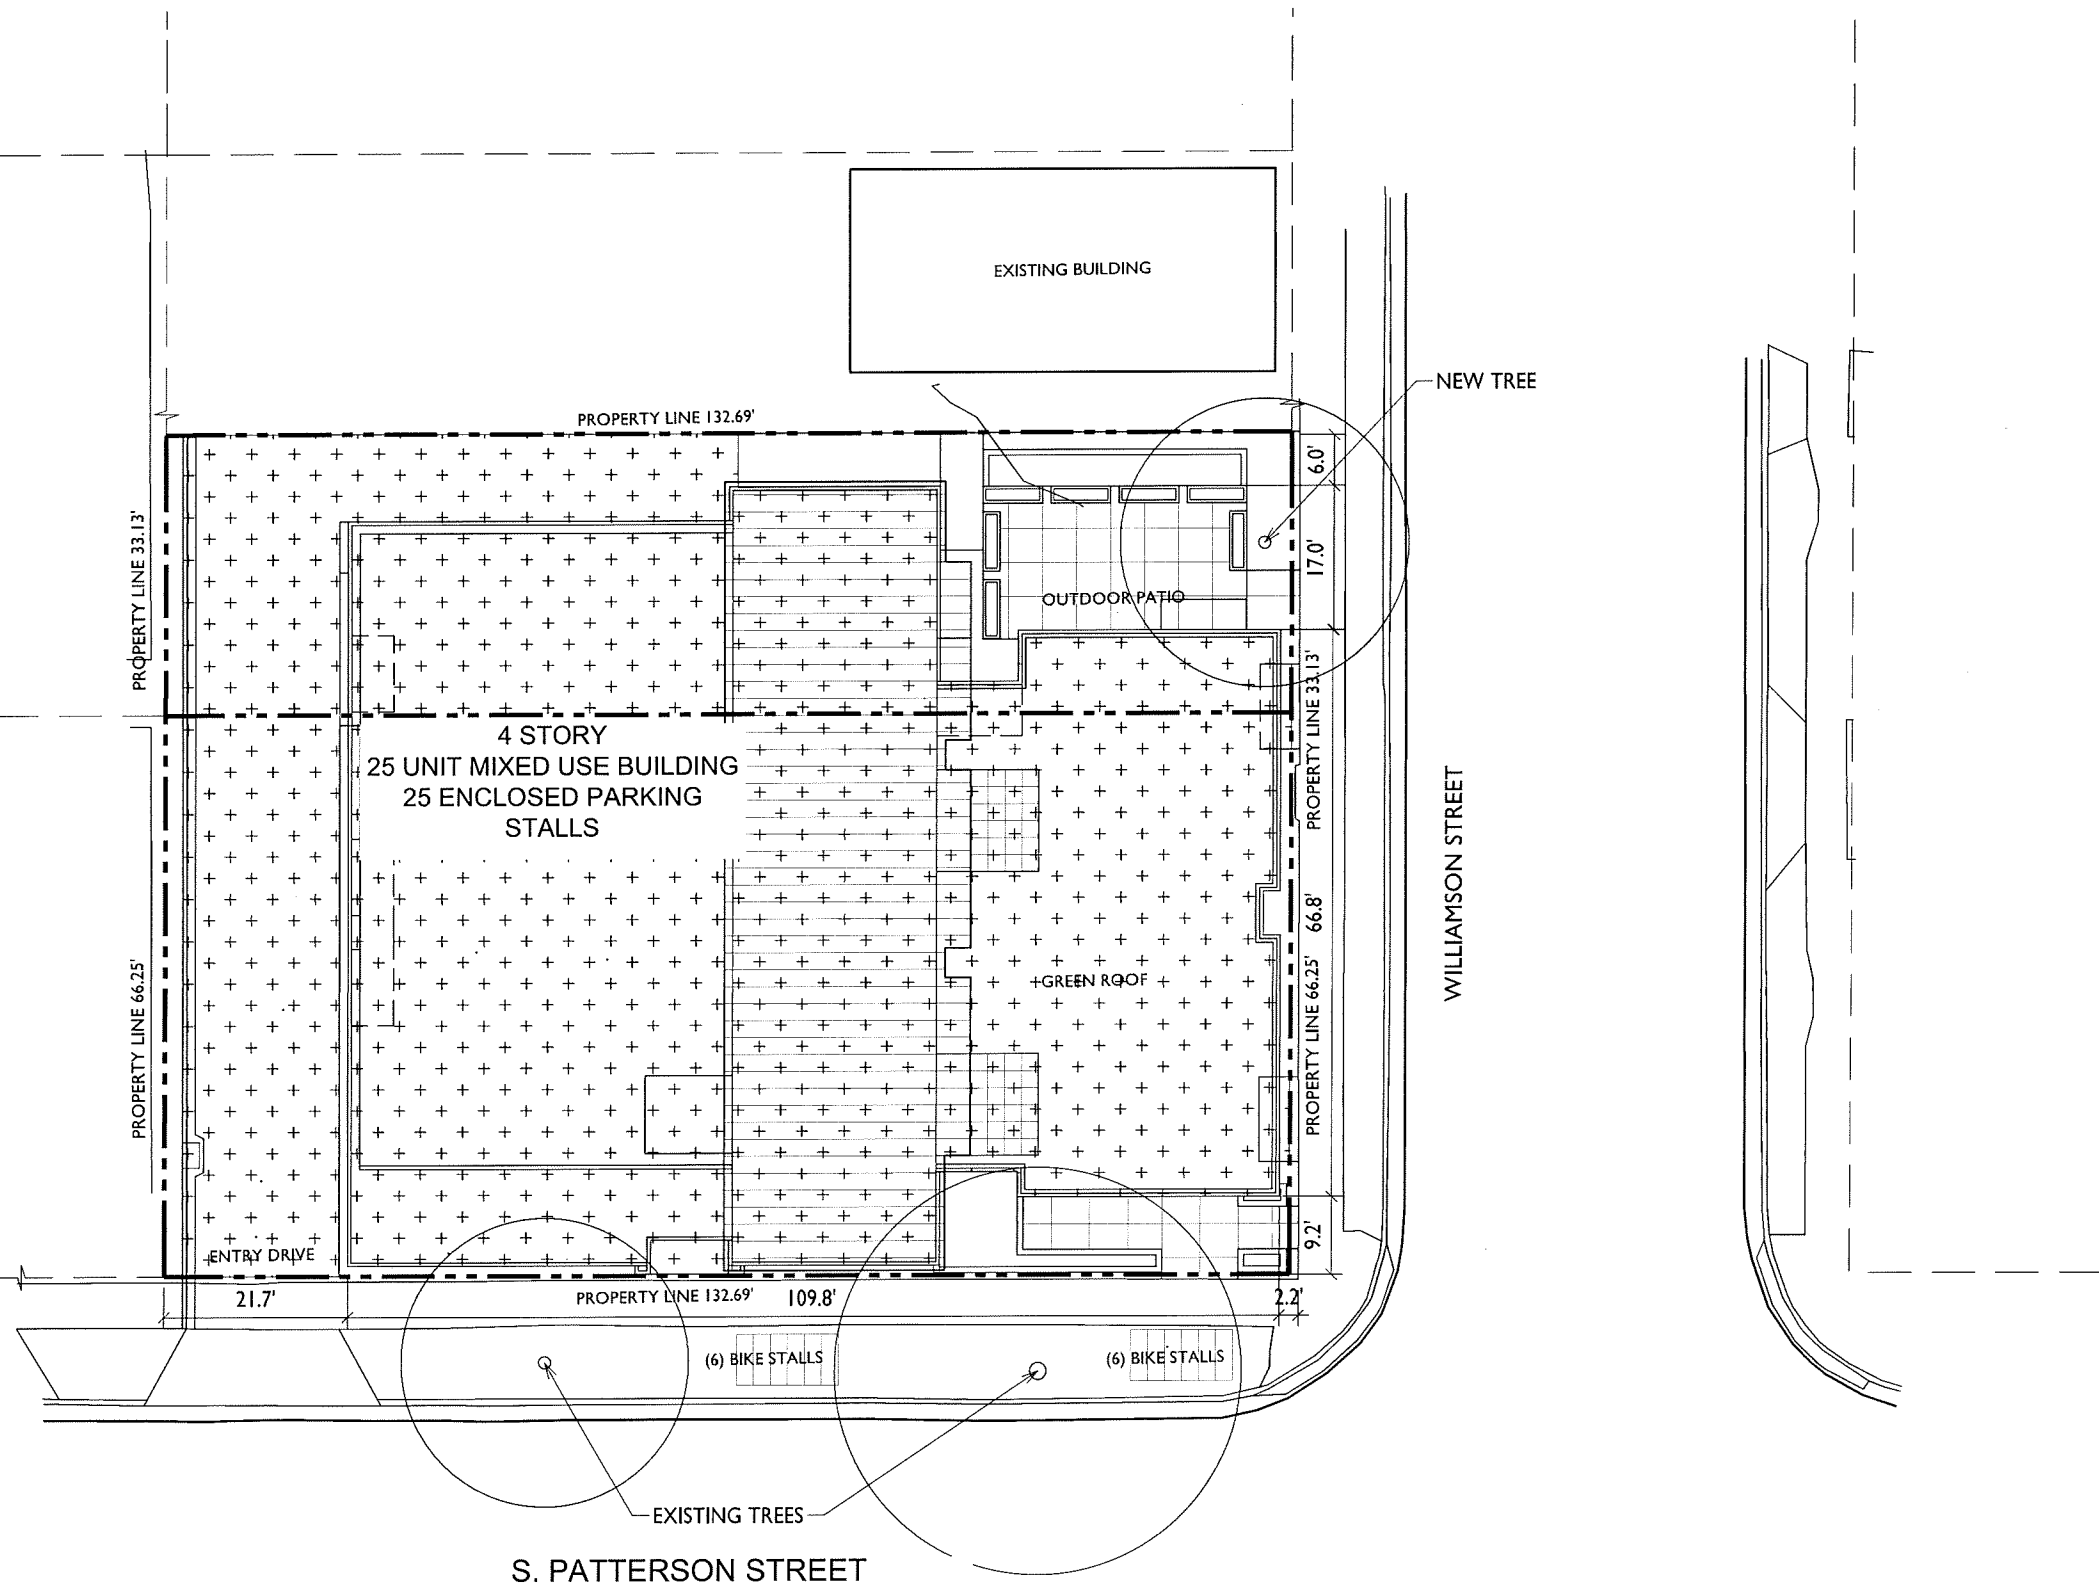 EXISTING BUILDING
NEW TREE
PROPERTY LINE 132.69'
6.0'
PROPERTY LINE 33.13'
17.0'
OUTDOOR PATIO
PROPERTY LINE 33.13'
4 STORY
25 UNIT MIXED USE BUILDING
25 ENCLOSED PARKING
STALLS
WILLIAMSON STREET
66.8'
GREEN ROOF
PROPERTY LINE 66.25'
PROPERTY LINE 66.25'
9.2'
ENTRY DRIVE
21.7'
PROPERTY LINE 132.69'
109.8'
2.2'
(6) BIKE STALLS
(6) BIKE STALLS
EXISTING TREES
S. PATTERSON STREET